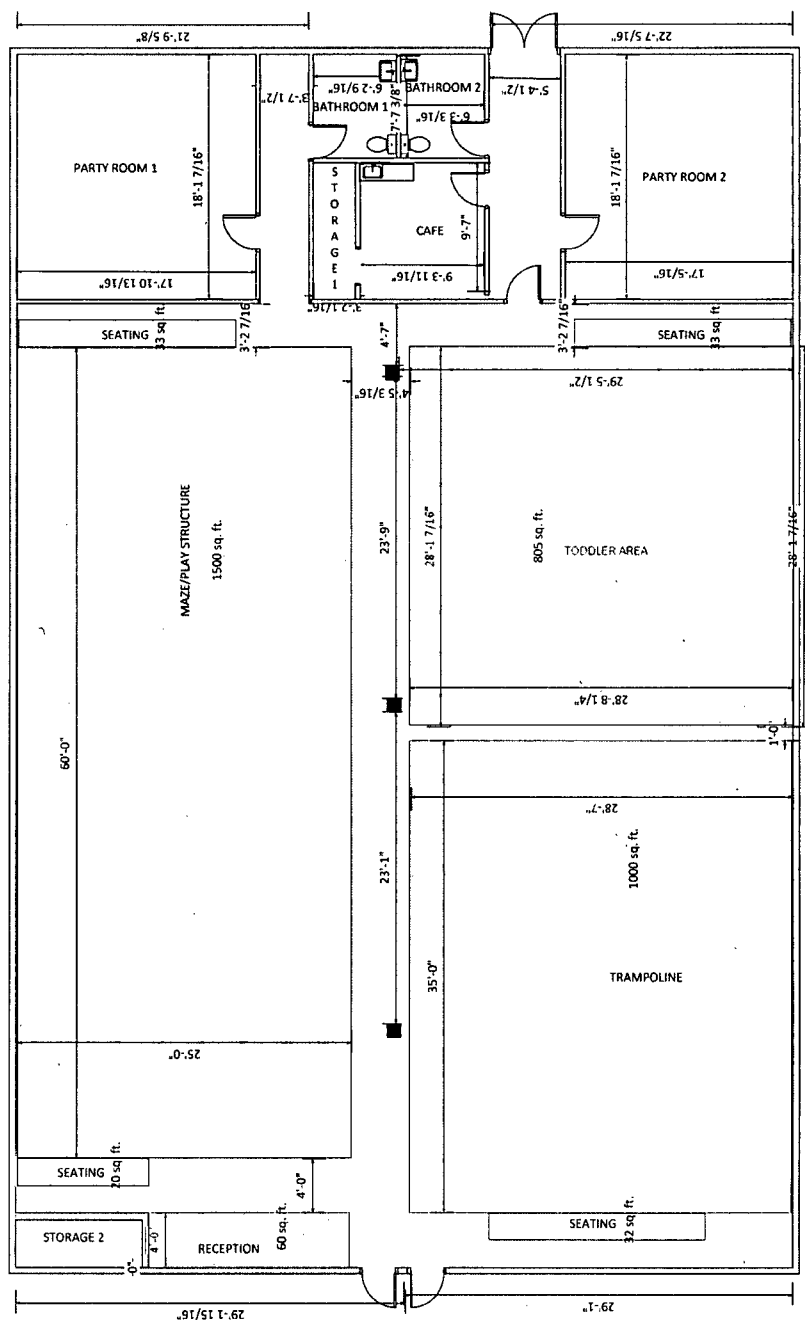 21'-9 5/8"
22'-7 5/16"
3'-7 1/2"
6'-2 9/16"
BATHROOM 1
7'-7 3/8"
BATHROOM 2
6'-3 3/16"
5'-4 1/2"
PARTY ROOM 1
18'-1 7/16"
17'-10 13/16"
STORAGE 1
CAFE
9'-7"
9'-3 11/16"
3'-7 1/16"
PARTY ROOM 2
18'-1 7/16"
17'-5/16"
SEATING
33 sq. ft.
3'-2 7/16"
4'-7"
3'-2 7/16"
SEATING
33 sq. ft.
4'-5 3/16"
29'-5 1/2"
MAZE/PLAY STRUCTURE
1500 sq. ft.
23'-9"
28'-1 7/16"
805 sq. ft.
TODDLER AREA
28'-1 7/16"
28'-8 1/4"
1'-0"
60'-0"
28'-7"
23'-1"
1000 sq. ft.
35'-0"
TRAMPOLINE
25'-0"
SEATING
20 sq. ft.
4'-0"
STORAGE 2
4'-0"
RECEPTION
60 sq. ft.
SEATING
32 sq. ft.
29'-1 15/16"
29'-1"